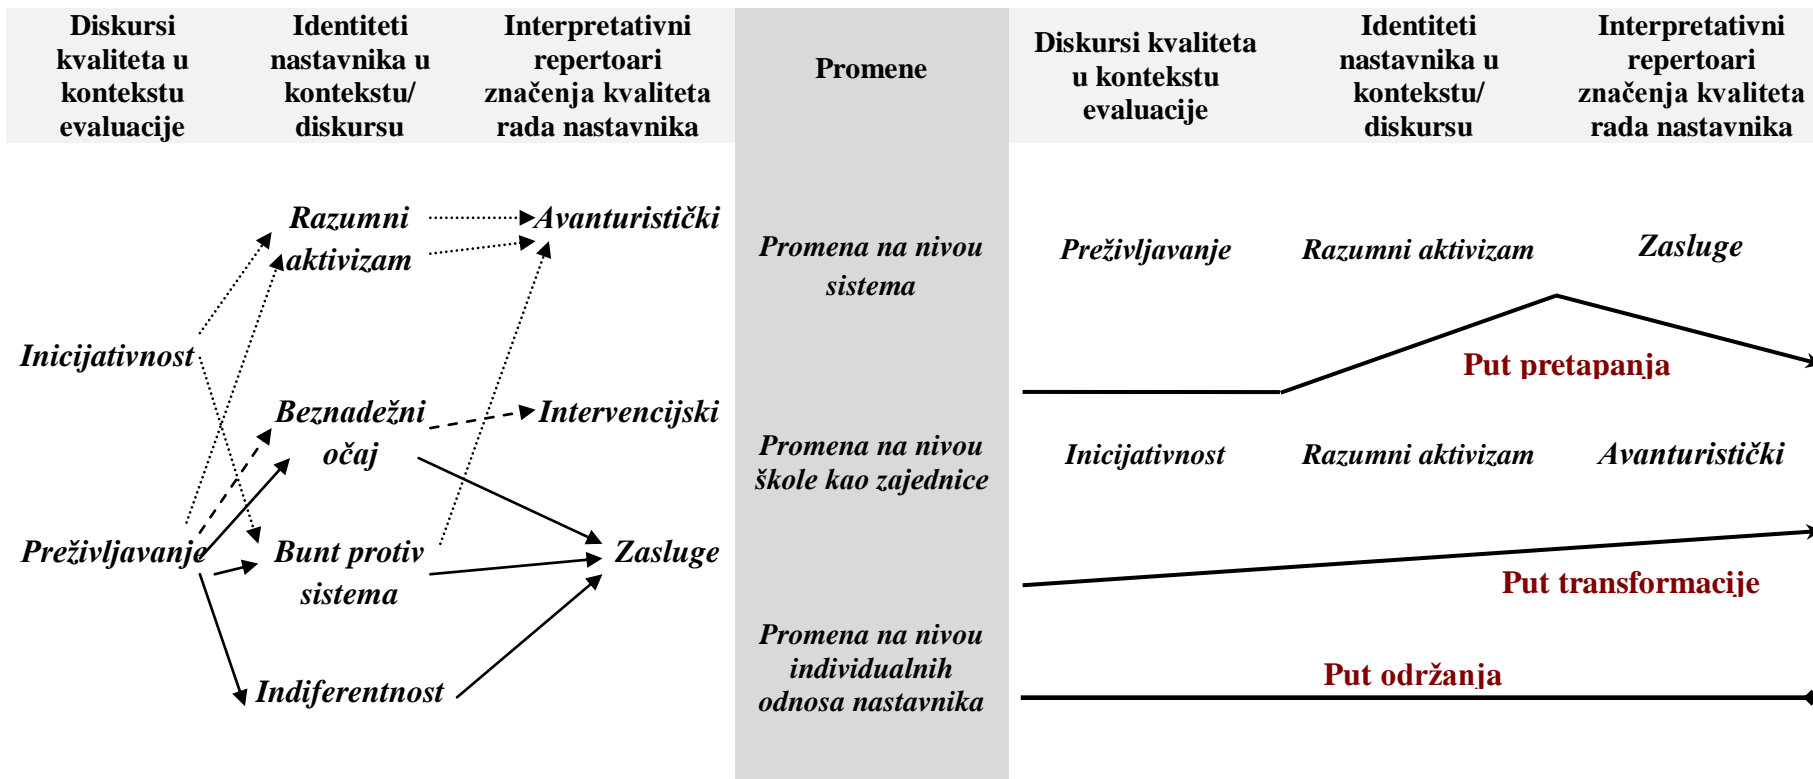 Diskursi
kvaliteta u
kontekstu
evaluacije
Identiteti
nastavnika u
kontekstu/
diskursu
Interpretativni
repertoari
značenja kvaliteta
rada nastavnika
Promene
Diskursi kvaliteta
u kontekstu
evaluacije
Identiteti
nastavnika u
kontekstu/
diskursu
Interpretativni
repertoari
značenja kvaliteta
rada nastavnika
Razumni
aktivizam
Avanturistički
Inicijativnost
Beznadežni
očaj
Intervencijski
Preživljavanje
Bunt protiv
sistema
Zasluge
Indiferentnost
Promena na nivou
sistema
Promena na nivou
škole kao zajednice
Promena na nivou
individualnih
odnosa nastavnika
Preživljavanje
Razumni aktivizam
Zasluge
Put pretapanja
Inicijativnost
Razumni aktivizam
Avanturistički
Put transformacije
Put održanja